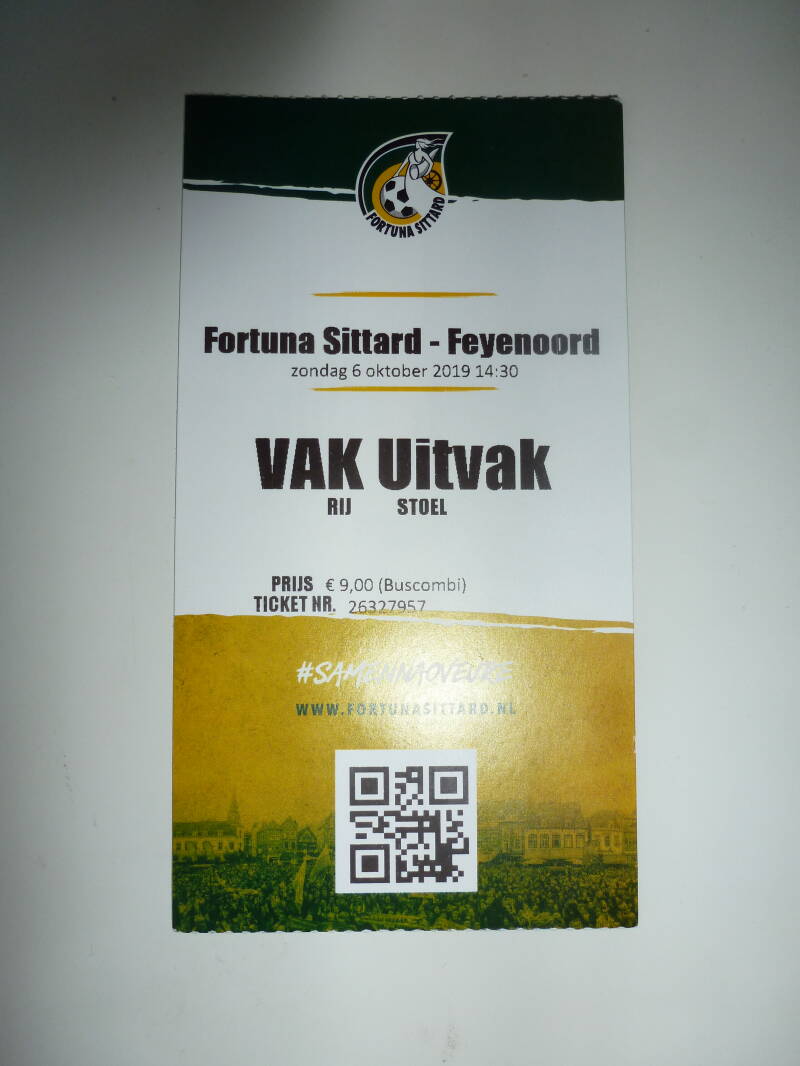 FORTUNA SITTARD
Fortuna Sittard - Feyenoord
zondag 6 oktober 2019 14:30
VAK Uitvak
RIJ STOEL
PRIJS € 9,00 (Buscombi)
TICKET NR. 26327957
#SAMENNAOVEURE
WWW.FORTUNASITTARD.NL